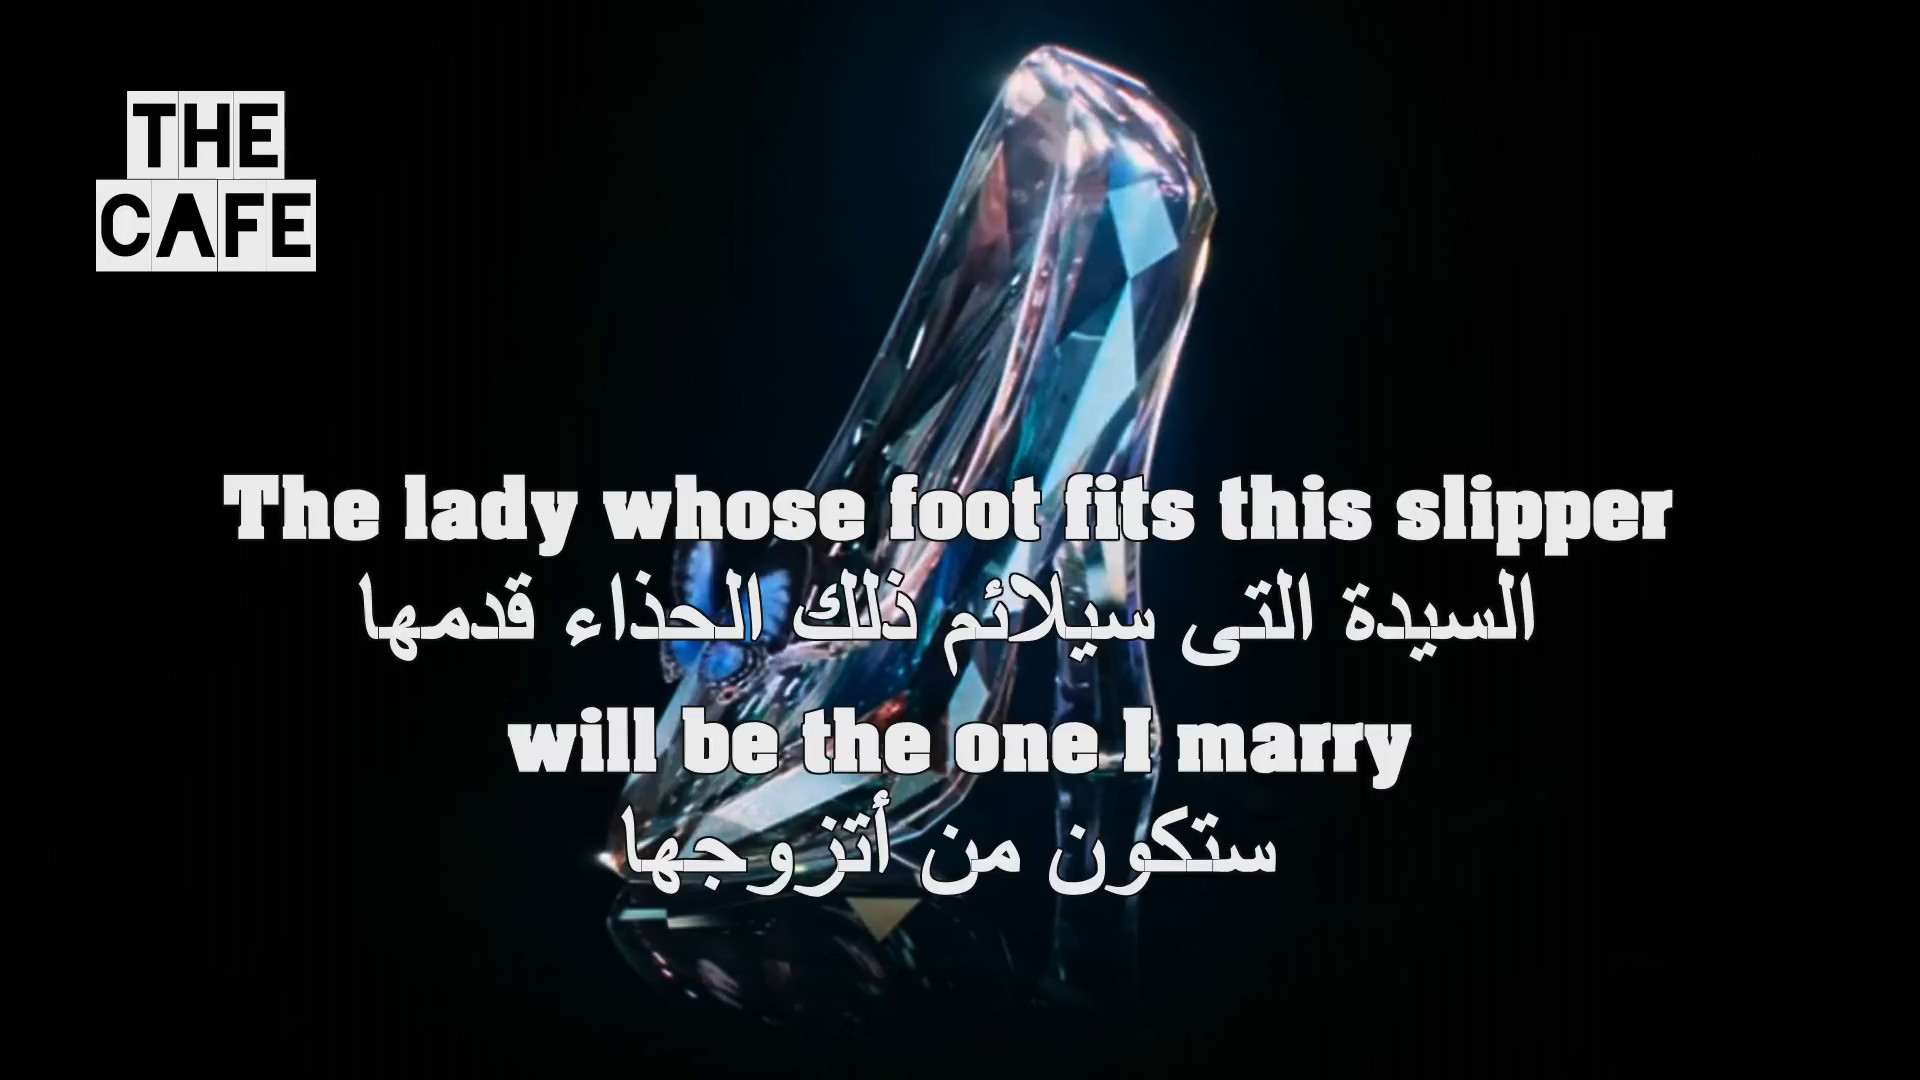 THE
CAFE
The lady whose foot fits this slipper
السيدة التى سيلائم ذلك الحذاء قدمها
will be the one I marry
ستكون من أتزوجها